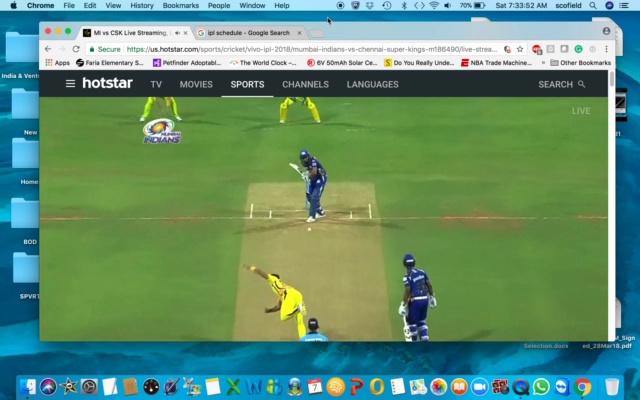 Chrome File Edit View History Bookmarks People Window Help 70% Sat 7:33:52 AM scofield
MI vs CSK Live Streaming, ipl schedule - Google Search
Secure https://us.hotstar.com/sports/cricket/vivo-ipl-2018/mumbai-indians-vs-chennai-super-kings-m186490/live-strea...
Apps Faria Elementary S... Petfinder Adoptabl... The World Clock –... 6V 50mAh Solar Ce... Do You Really Unde... NBA Trade Machine... » Other Bookmarks
hotstar TV MOVIES SPORTS CHANNELS LANGUAGES SEARCH
LIVE
MUMBAI
INDIANS
India & Vent
New
Home
BOD
SPVRT
Selection.docs
ed_28Mar18.pdf